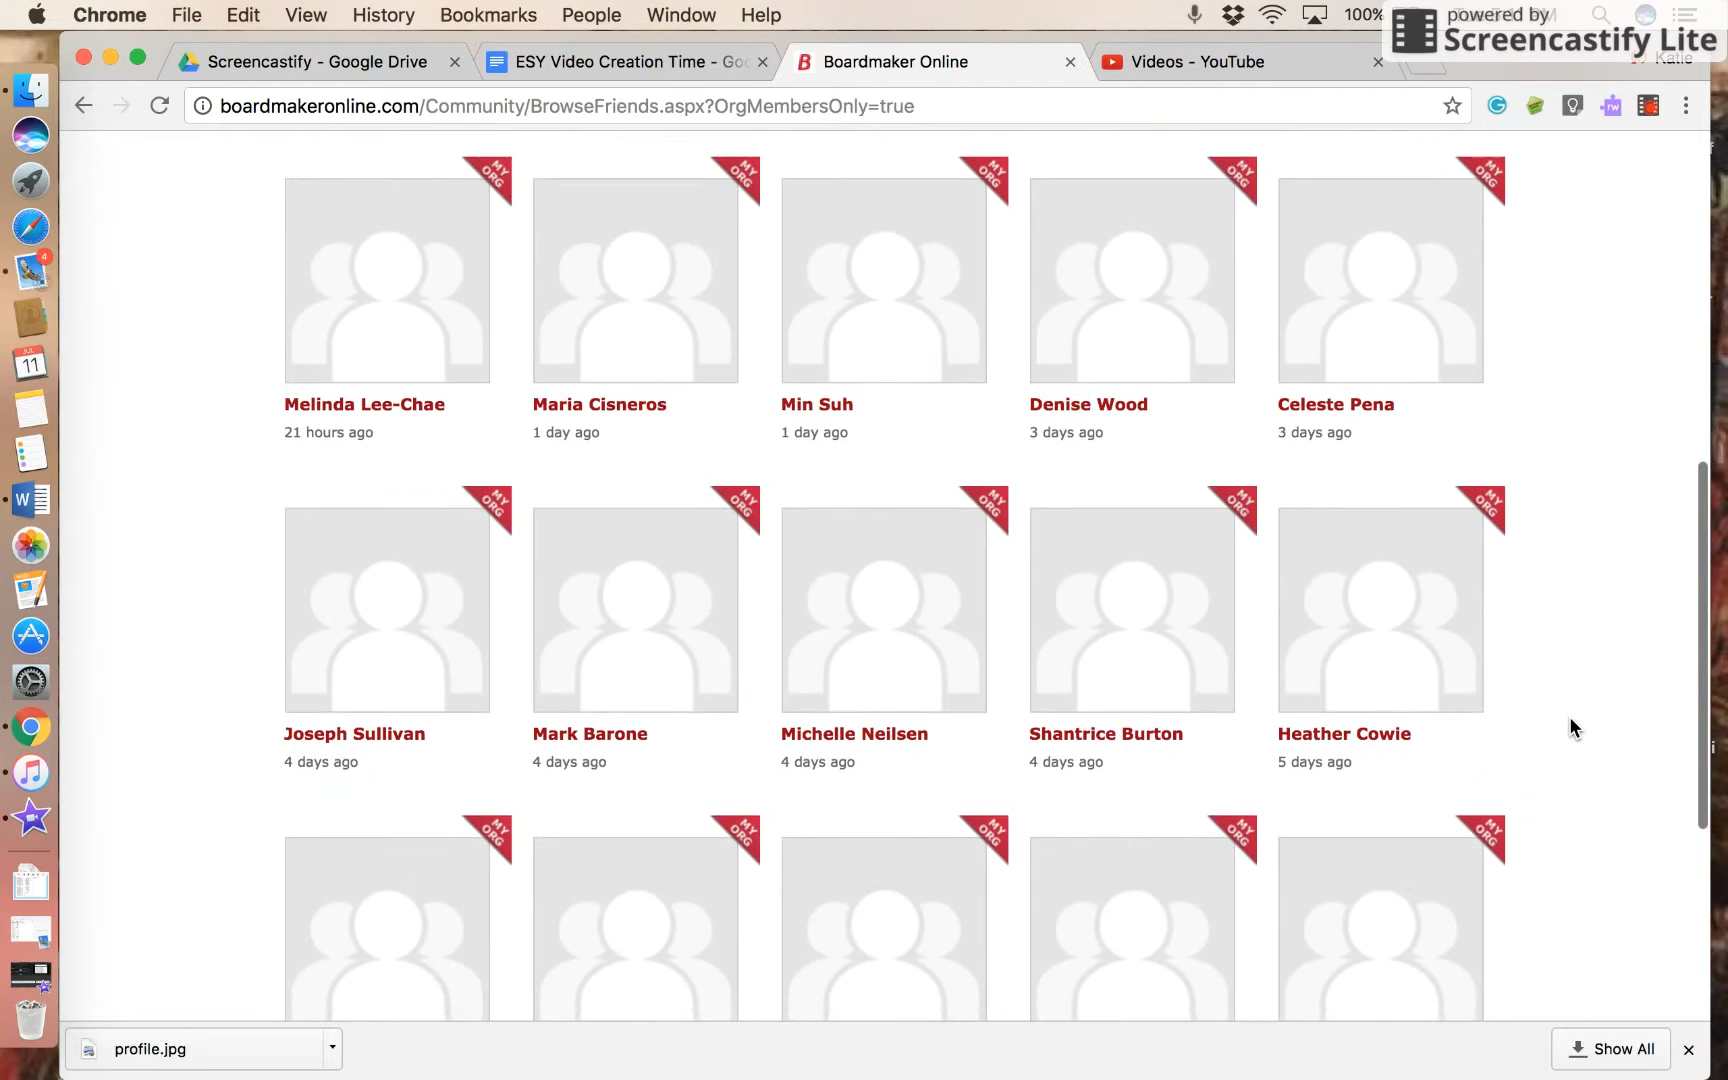 Chrome File Edit View History Bookmarks People Window Help 100%
powered by
Screencastify Lite
Screencastify - Google Drive
ESY Video Creation Time - Goo
Boardmaker Online
Videos - YouTube
Katie
boardmakeronline.com/Community/BrowseFriends.aspx?OrgMembersOnly=true
MY ORG MY ORG MY ORG MY ORG MY ORG
Melinda Lee-Chae Maria Cisneros Min Suh Denise Wood Celeste Pena
21 hours ago 1 day ago 1 day ago 3 days ago 3 days ago
MY ORG MY ORG MY ORG MY ORG MY ORG
Joseph Sullivan Mark Barone Michelle Neilsen Shantrice Burton Heather Cowie
4 days ago 4 days ago 4 days ago 4 days ago 5 days ago
MY ORG MY ORG MY ORG MY ORG MY ORG
4
JUL
11
W
rw
profile.jpg
Show All